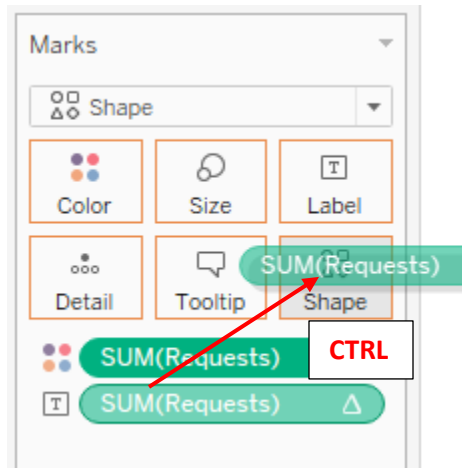 Marks
Shape
Color Size T Label
SUM(Requests)
Detail Tooltip Shape
CTRL
SUM(Requests)
T SUM(Requests) Δ